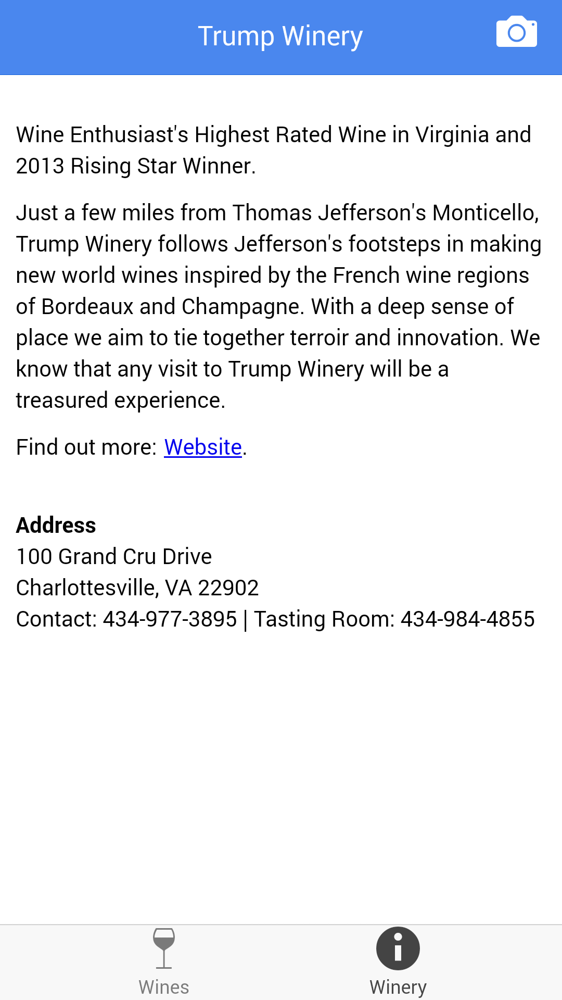 Trump Winery
Wine Enthusiast's Highest Rated Wine in Virginia and
2013 Rising Star Winner.
Just a few miles from Thomas Jefferson's Monticello,
Trump Winery follows Jefferson's footsteps in making
new world wines inspired by the French wine regions
of Bordeaux and Champagne. With a deep sense of
place we aim to tie together terroir and innovation. We
know that any visit to Trump Winery will be a
treasured experience.
Find out more: Website.
Address
100 Grand Cru Drive
Charlottesville, VA 22902
Contact: 434-977-3895 | Tasting Room: 434-984-4855
Wines
Winery